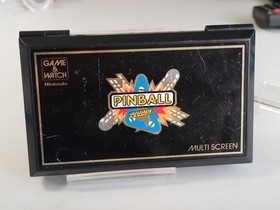 GAME &
WATCH
Nintendo
PINBALL
MULTI SCREEN